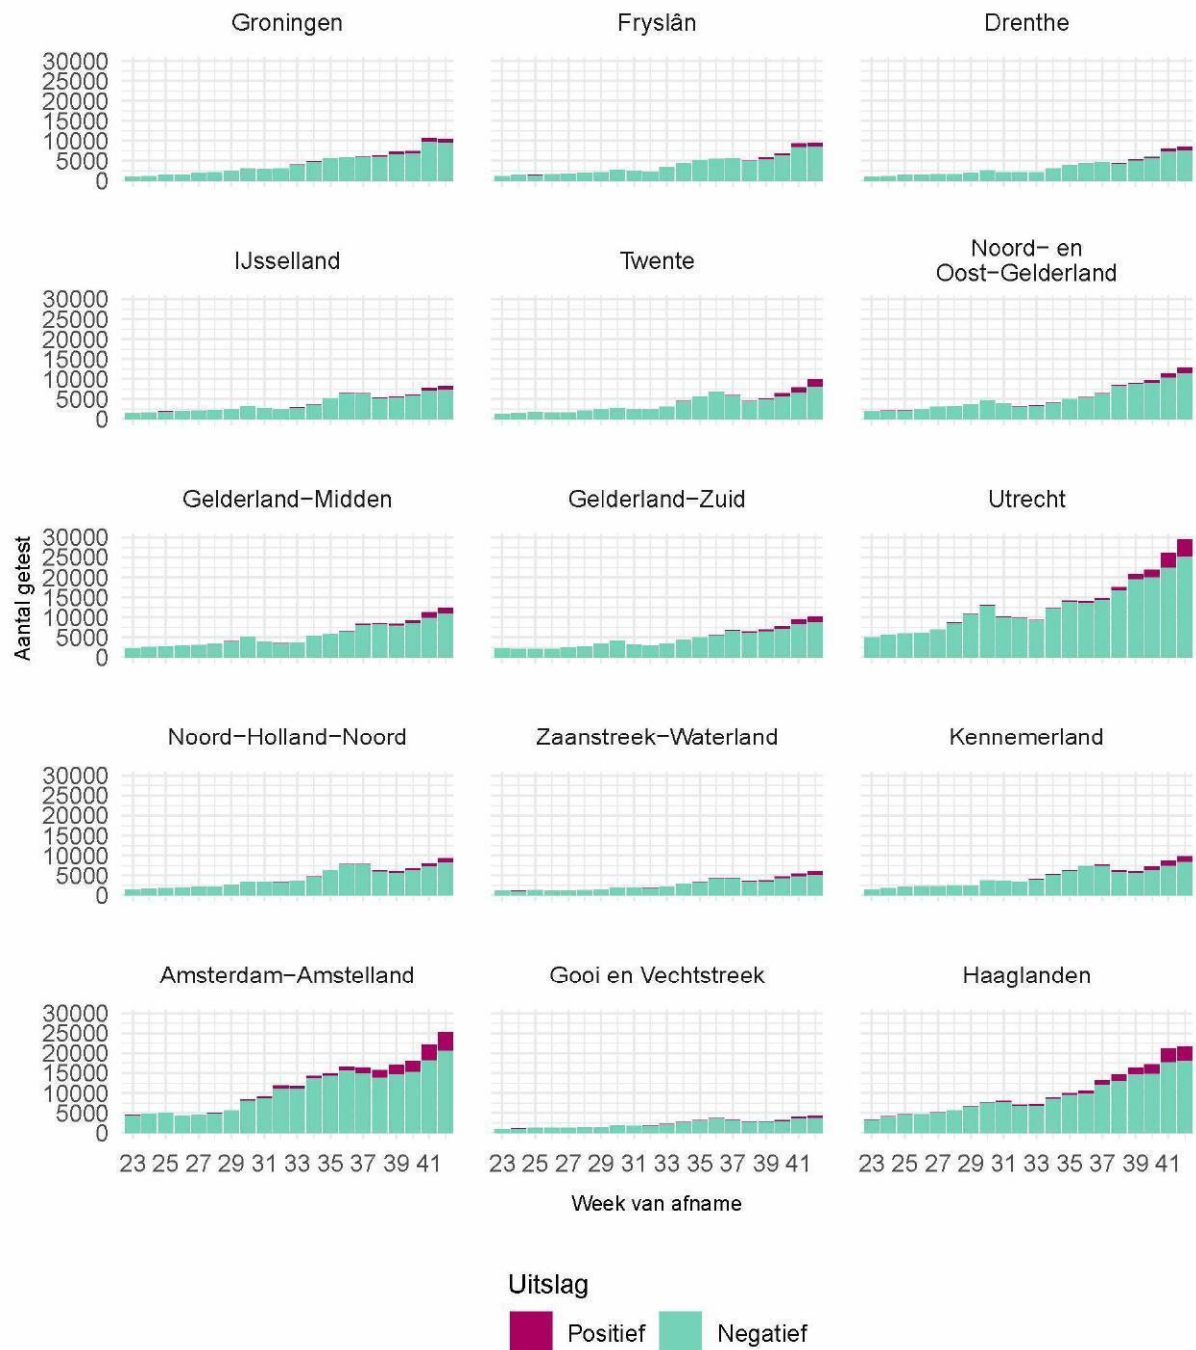 Groningen
Fryslân
Drenthe
30000
25000
20000
15000
10000
5000
0
IJsselland
Twente
Noord− en
Oost−Gelderland
30000
25000
20000
15000
10000
5000
0
Gelderland−Midden
Gelderland−Zuid
Utrecht
Aantal getest
30000
25000
20000
15000
10000
5000
0
Noord−Holland−Noord
Zaanstreek−Waterland
Kennemerland
30000
25000
20000
15000
10000
5000
0
Amsterdam−Amstelland
Gooi en Vechtstreek
Haaglanden
30000
25000
20000
15000
10000
5000
0
23 25 27 29 31 33 35 37 39 41
23 25 27 29 31 33 35 37 39 41
23 25 27 29 31 33 35 37 39 41
Week van afname
Uitslag
Positief
Negatief